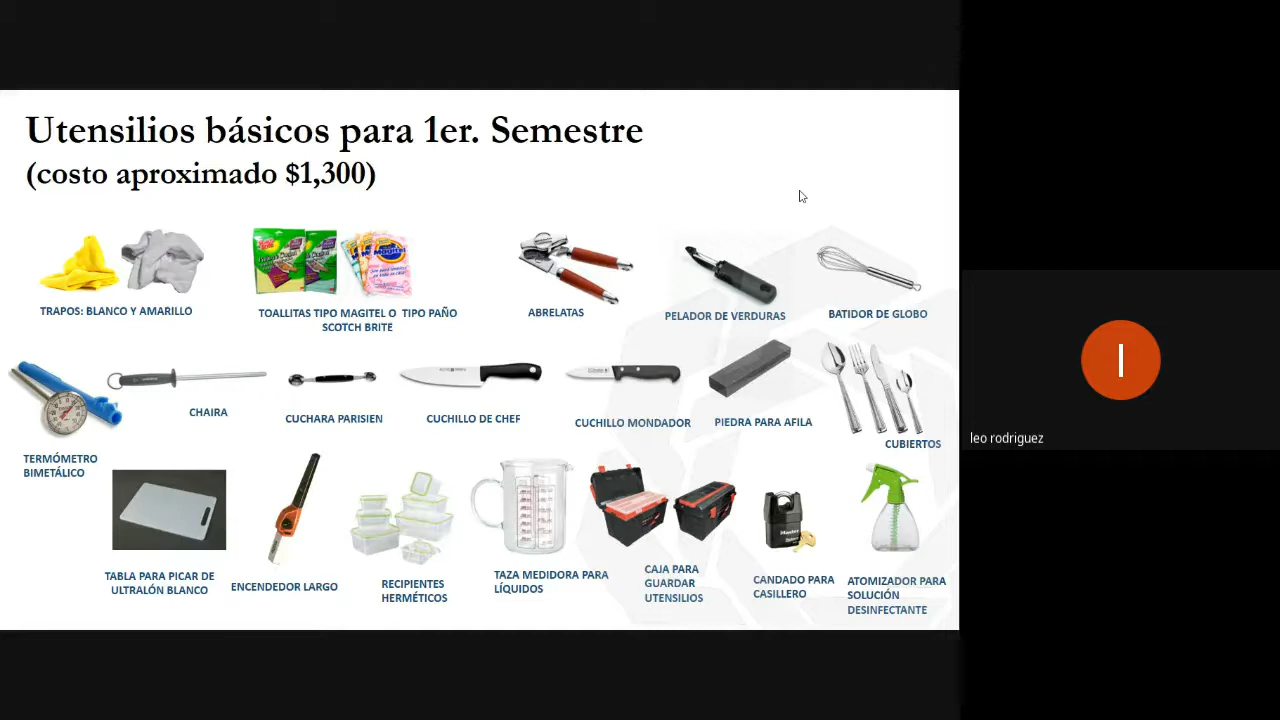 Utensilios básicos para 1er. Semestre
(costo aproximado $1,300)
TRAPOS: BLANCO Y AMARILLO
TOALLITAS TIPO MAGITEL O TIPO PAÑO
SCOTCH BRITE
ABRELATAS
PELADOR DE VERDURAS
BATIDOR DE GLOBO
TERMÓMETRO
BIMETÁLICO
CHAIRA
CUCHARA PARISIEN
CUCHILLO DE CHEF
CUCHILLO MONDADOR
PIEDRA PARA AFILA
CUBIERTOS
TABLA PARA PICAR DE
ULTRALÓN BLANCO
ENCENDEDOR LARGO
RECIPIENTES
HERMÉTICOS
TAZA MEDIDORA PARA
LÍQUIDOS
CAJA PARA
GUARDAR
UTENSILIOS
CANDADO PARA
CASILLERO
ATOMIZADOR PARA
SOLUCIÓN
DESINFECTANTE
l
leo rodriguez